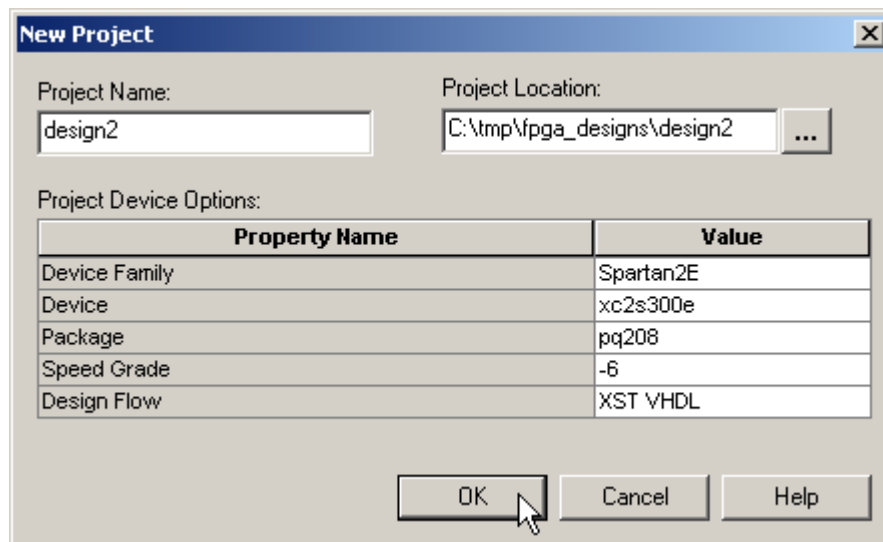 New Project
Project Name:
Project Location:
design2
C:\tmp\fpga_designs\design2
...
Project Device Options:
Property Name Value
Device Family Spartan2E
Device xc2s300e
Package pq208
Speed Grade -6
Design Flow XST VHDL
OK Cancel Help